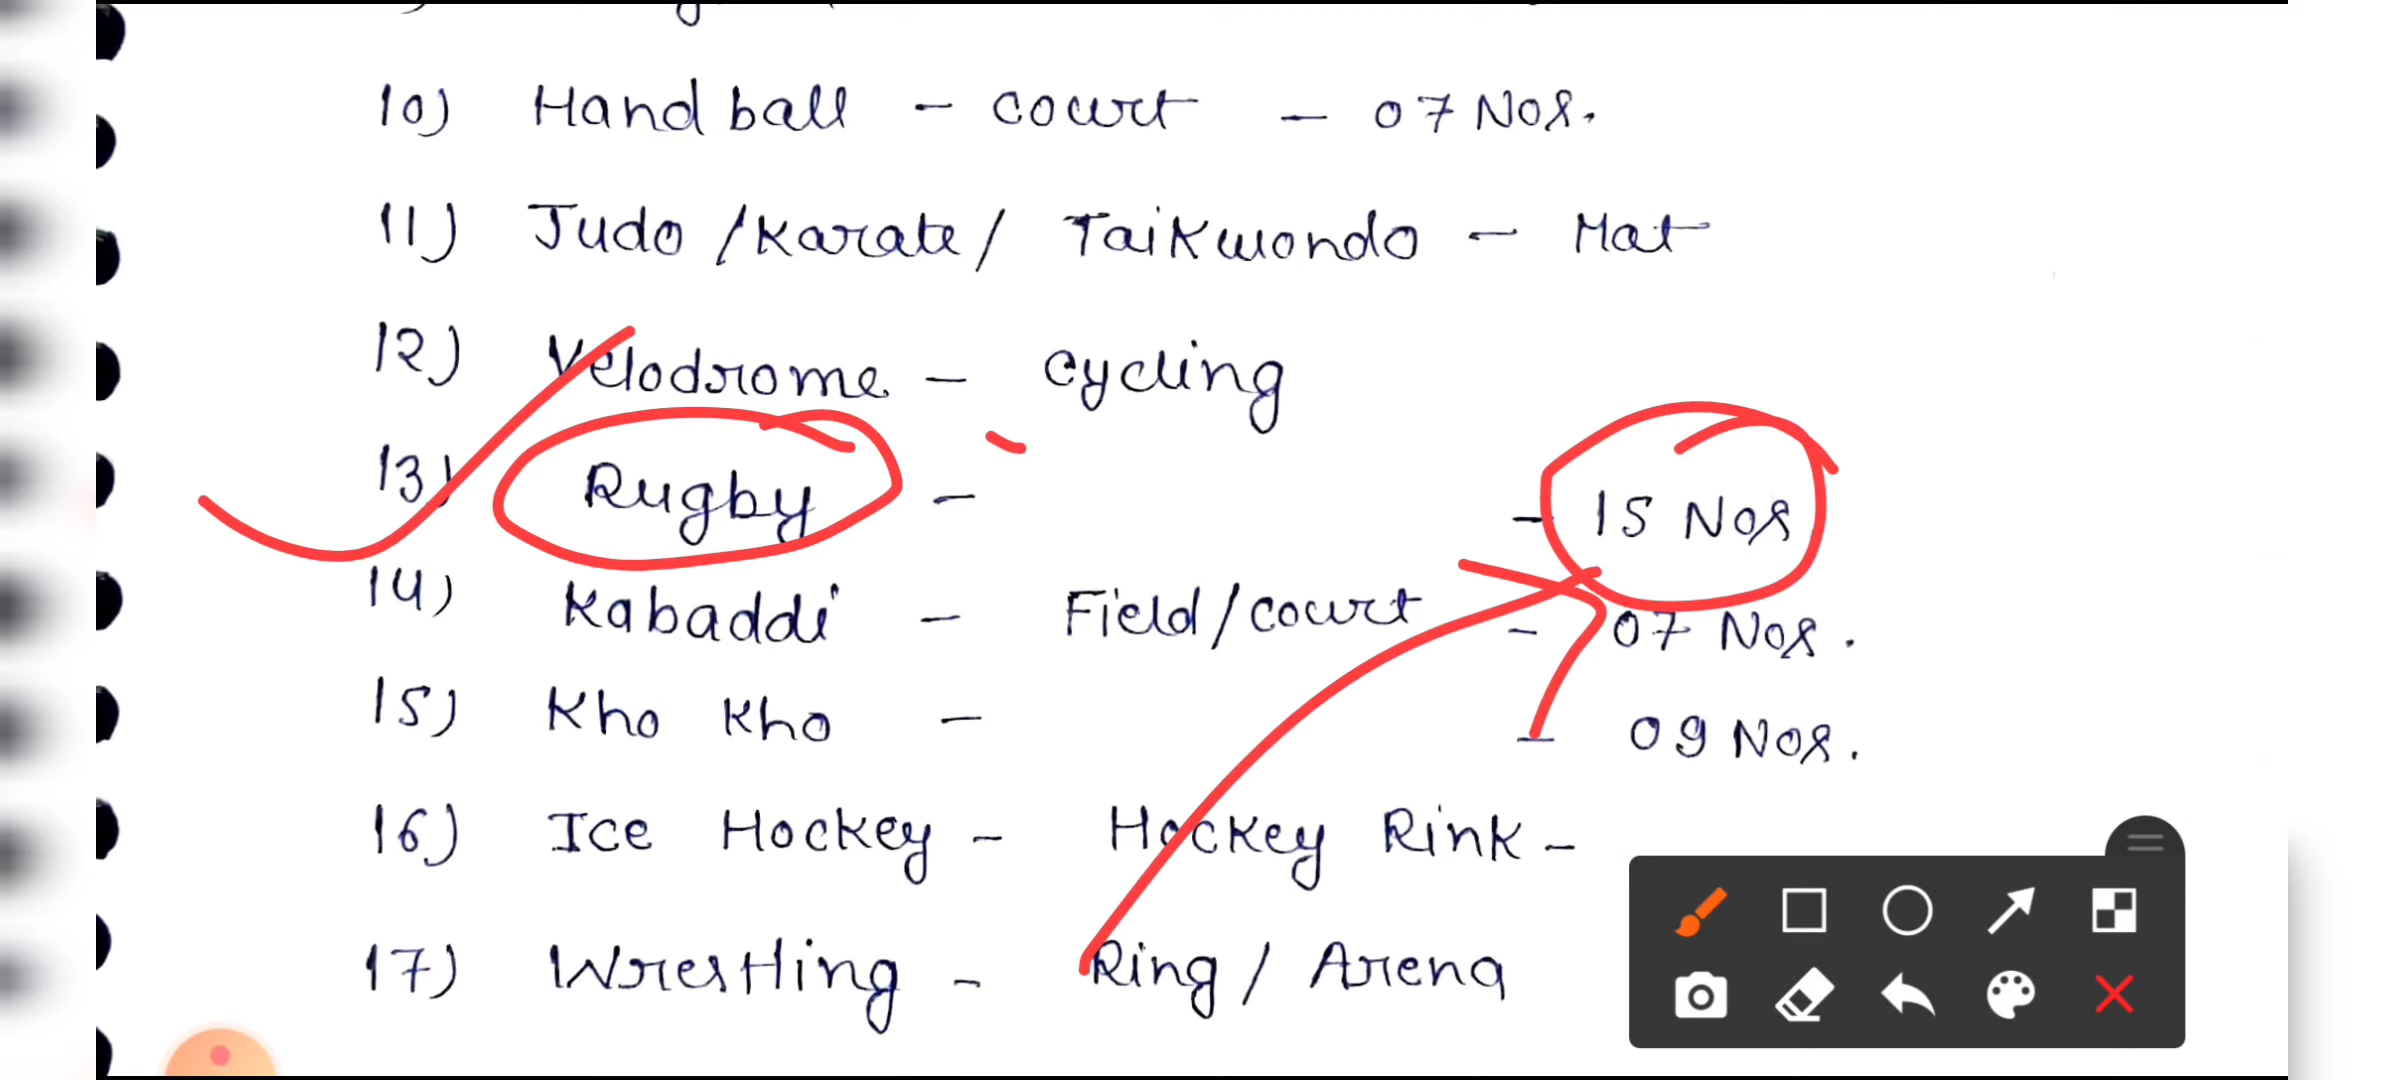 10) Hand ball - court - 07 Nos.
11) Judo / Karate / Taikwondo - Mat
12) Velodrome - cycling
13) Rugby - - 15 Nos
14) Kabaddi - Field/court - 07 Nos.
15) Kho Kho - - 09 Nos.
16) Ice Hockey - Hockey Rink -
17) Wrestling - Ring / Arena